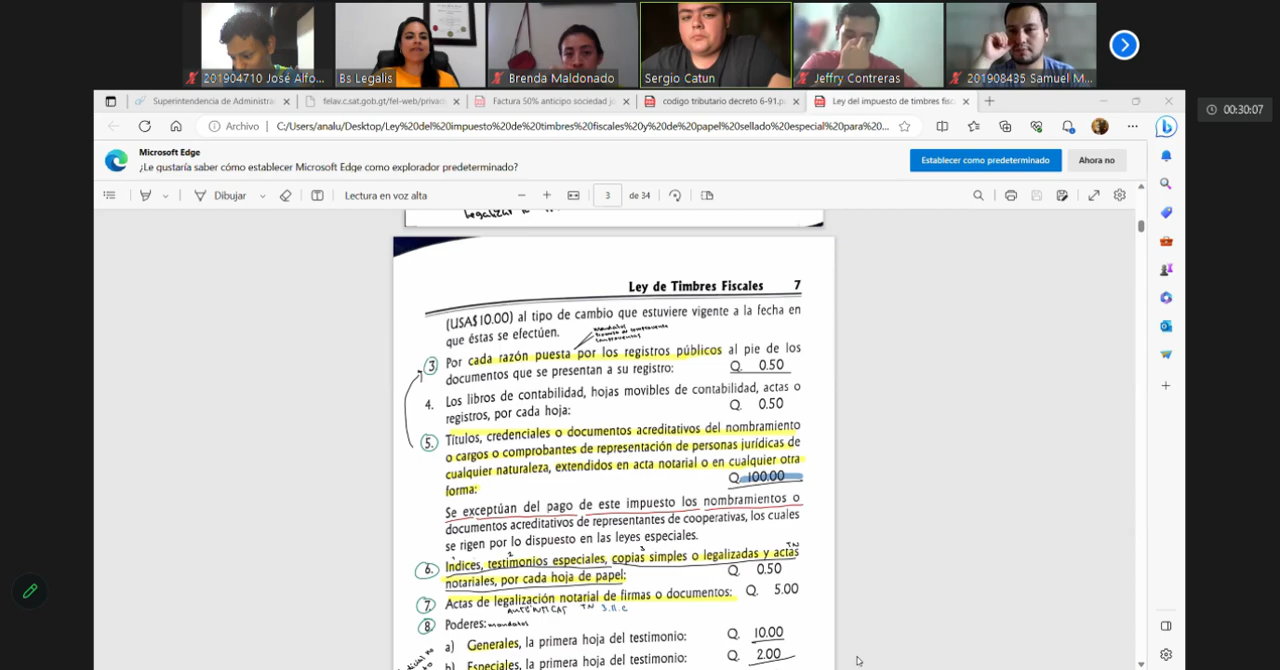 201904710 José Alfo...
Bs Legalis
Brenda Maldonado
Sergio Catun
Jeffry Contreras
201908435 Samuel M...
Superintendencia de Administra
felav.c.sat.gob.gt/fel-web/privad
Factura 50% anticipo sociedad jo
codigo tributario decreto 6-91.p
Ley del impuesto de timbres fisc
00:30:07
Archivo
C:/Users/analu/Desktop/Ley%20del%20impuesto%20de%20timbres%20fiscales%20y%20de%20papel%20sellado%20especial%20para%20...
Microsoft Edge
¿Le gustaría saber cómo establecer Microsoft Edge como explorador predeterminado?
Establecer como predeterminado
Ahora no
Dibujar
Lectura en voz alta
3
de 34
Ley de Timbres Fiscales 7
(USA$10.00) al tipo de cambio que estuviere vigente a la fecha en
que éstas se efectúen.
3. Por cada razón puesta por los registros públicos al pie de los
documentos que se presentan a su registro: Q. 0.50
4. Los libros de contabilidad, hojas movibles de contabilidad, actas o
registros, por cada hoja: Q. 0.50
5. Títulos, credenciales o documentos acreditativos del nombramiento
o cargos o comprobantes de representación de personas jurídicas de
cualquier naturaleza, extendidos en acta notarial o en cualquier otra
forma: Q. 100.00
Se exceptúan del pago de este impuesto los nombramientos o
documentos acreditativos de representantes de cooperativas, los cuales
se rigen por lo dispuesto en las leyes especiales.
1 2 3 TN
6. Indices, testimonios especiales, copias simples o legalizadas y actas
notariales, por cada hoja de papel: Q. 0.50
7. Actas de legalización notarial de firmas o documentos: Q. 5.00
AUTENTICAS TN
8. Poderes: mandatos
a) Generales, la primera hoja del testimonio: Q. 10.00
b) Especiales, la primera hoja del testimonio: Q. 2.00